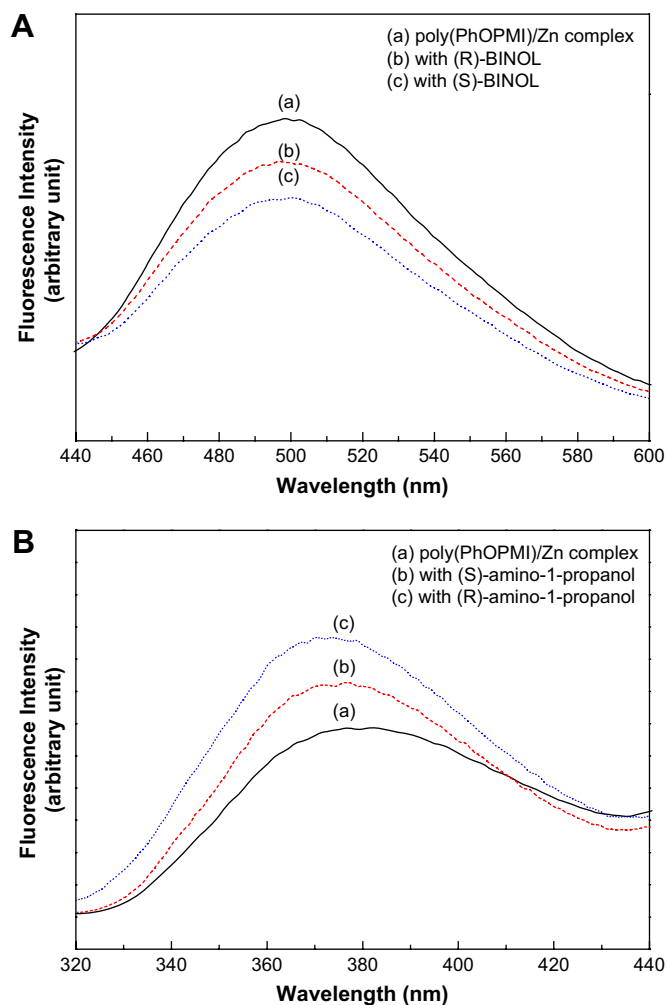 A
(a) poly(PhOPMI)/Zn complex
(b) with (R)-BINOL
(c) with (S)-BINOL
(a)
(b)
(c)
Fluorescence Intensity
(arbitrary unit)
440 460 480 500 520 540 560 580 600
Wavelength (nm)
B
(a) poly(PhOPMI)/Zn complex
(b) with (S)-amino-1-propanol
(c) with (R)-amino-1-propanol
(c)
(b)
(a)
Fluorescence Intensity
(arbitrary unit)
320 340 360 380 400 420 440
Wavelength (nm)